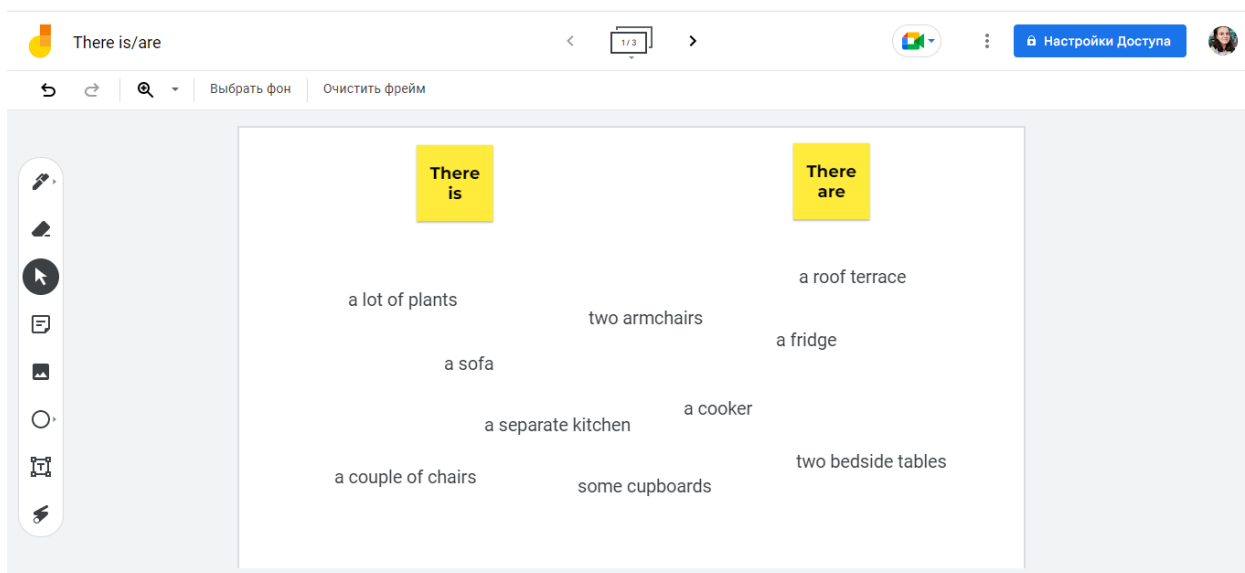 There is/are
1/3
Настройки Доступа
Выбрать фон
Очистить фрейм
There
is
There
are
a roof terrace
a lot of plants
two armchairs
a fridge
a sofa
a cooker
a separate kitchen
two bedside tables
a couple of chairs
some cupboards